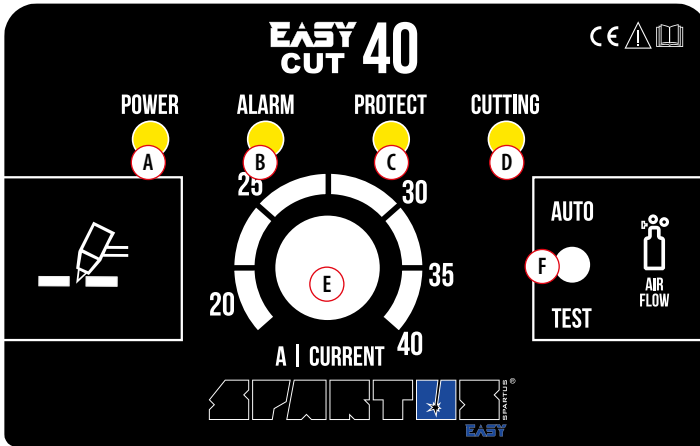 EASY
CUT 40
CE
POWER ALARM PROTECT CUTTING
A B C D
25 30
20 35
40
E
A | CURRENT
AUTO
F
TEST
AIR
FLOW
SPARTUS®
SPARTUS
EASY